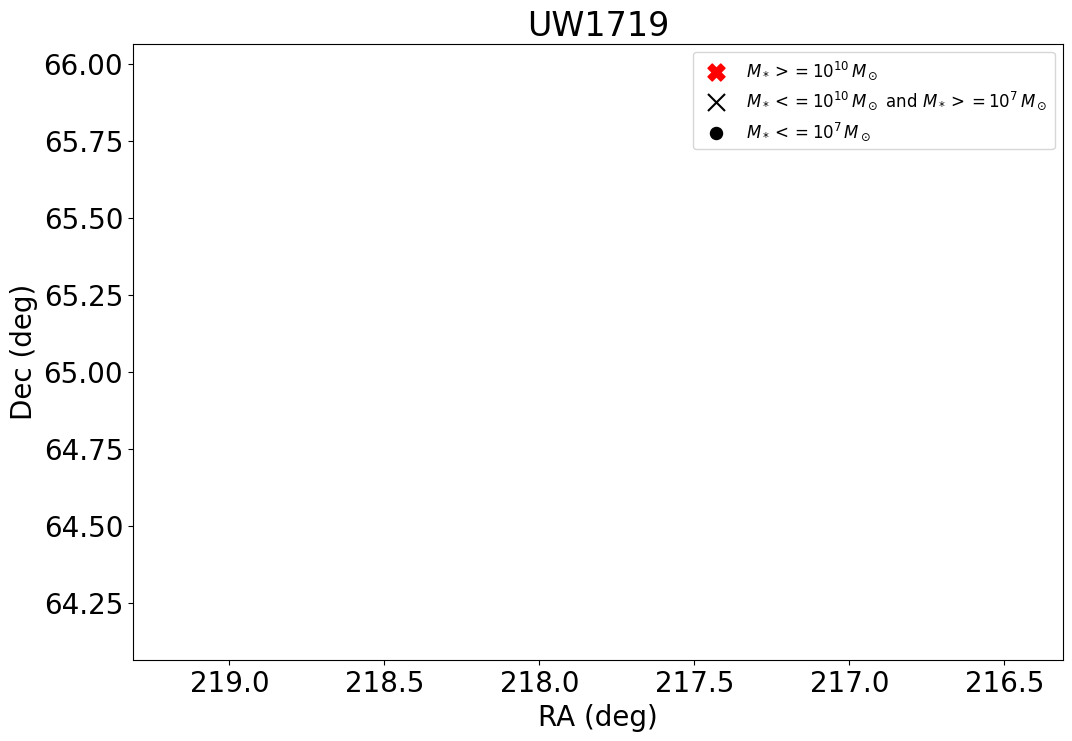 UW1719
66.00
65.75
65.50
65.25
65.00
64.75
64.50
64.25
Dec (deg)
M* >= 10^10 M⊙
M* <= 10^10 M⊙ and M* >= 10^7 M⊙
M* <= 10^7 M⊙
219.0 218.5 218.0 217.5 217.0 216.5
RA (deg)